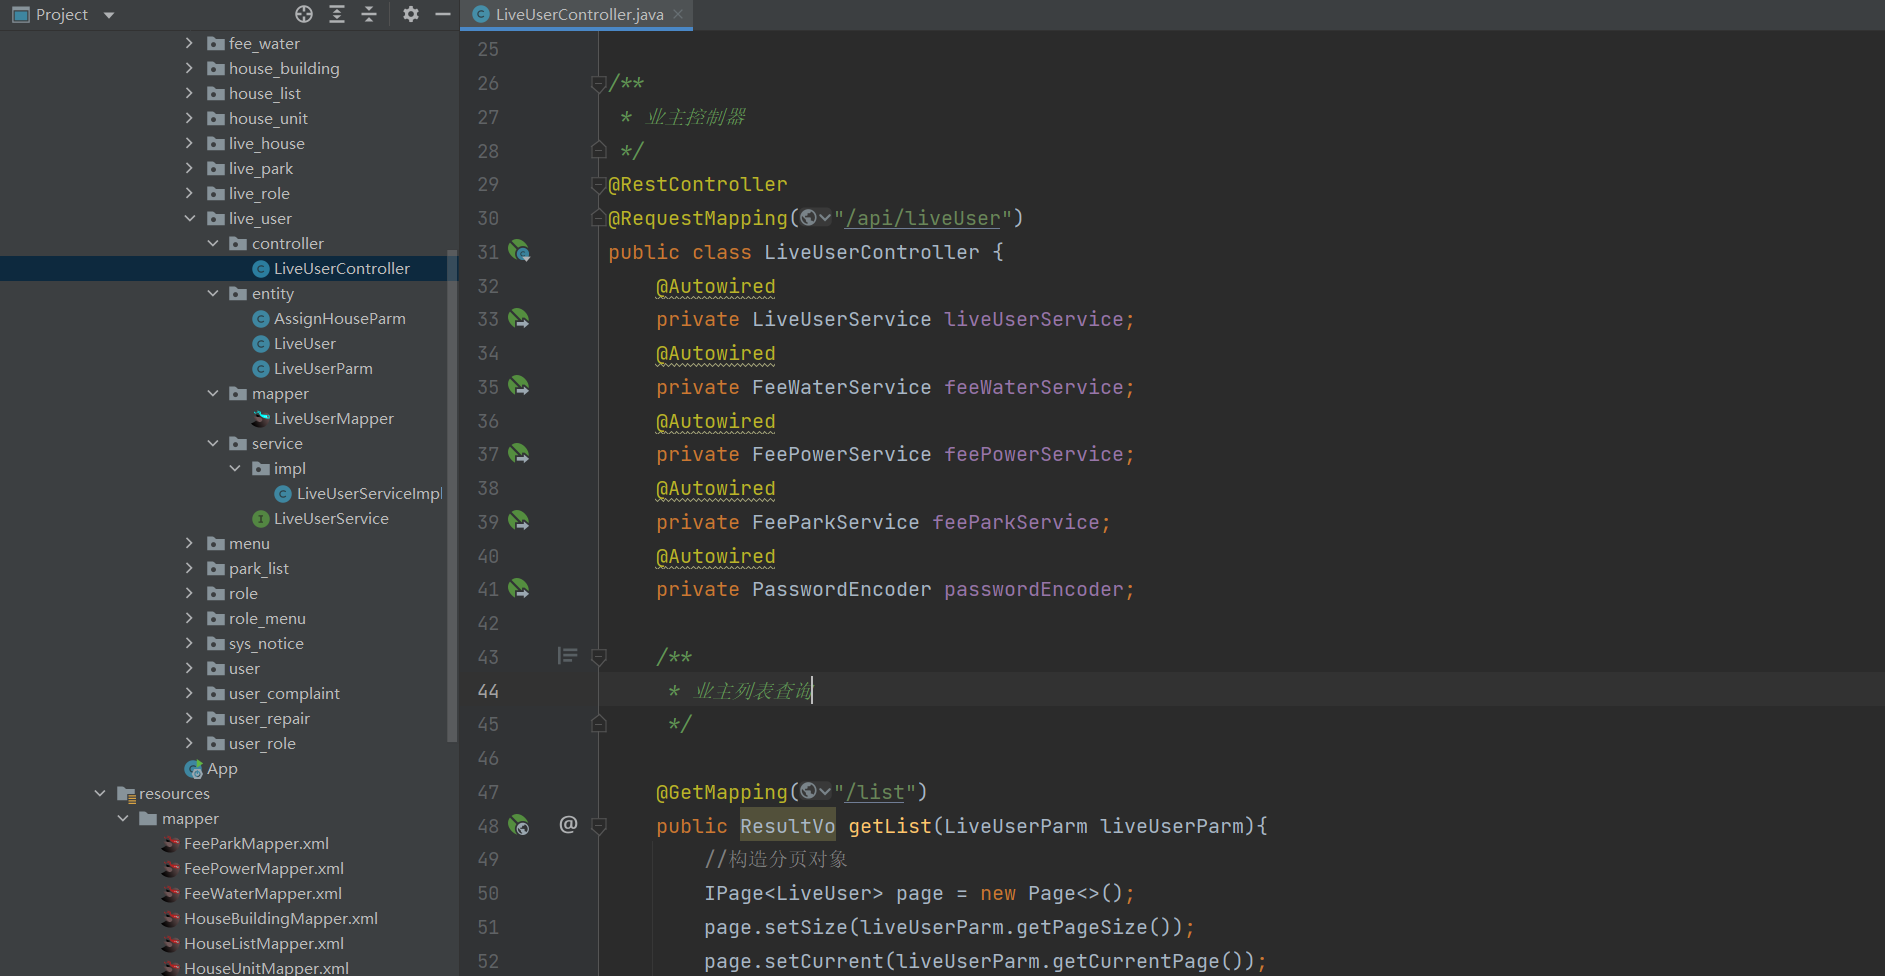 Project
LiveUserController.java
fee_water
house_building
house_list
house_unit
live_house
live_park
live_role
live_user
controller
LiveUserController
entity
AssignHouseParm
LiveUser
LiveUserParm
mapper
LiveUserMapper
service
impl
LiveUserServiceImpl
LiveUserService
menu
park_list
role
role_menu
sys_notice
user
user_complaint
user_repair
user_role
App
resources
mapper
FeeParkMapper.xml
FeePowerMapper.xml
FeeWaterMapper.xml
HouseBuildingMapper.xml
HouseListMapper.xml
HouseUnitMapper.xml
25
26 /**
27 * 业主控制器
28 */
29 @RestController
30 @RequestMapping("/api/liveUser")
31 public class LiveUserController {
32 @Autowired
33 private LiveUserService liveUserService;
34 @Autowired
35 private FeeWaterService feeWaterService;
36 @Autowired
37 private FeePowerService feePowerService;
38 @Autowired
39 private FeeParkService feeParkService;
40 @Autowired
41 private PasswordEncoder passwordEncoder;
42
43 /**
44 * 业主列表查询
45 */
46
47 @GetMapping("/list")
48 @ public ResultVo getList(LiveUserParm liveUserParm){
49 //构造分页对象
50 IPage<LiveUser> page = new Page<>();
51 page.setSize(liveUserParm.getPageSize());
52 page.setCurrent(liveUserParm.getCurrentPage());